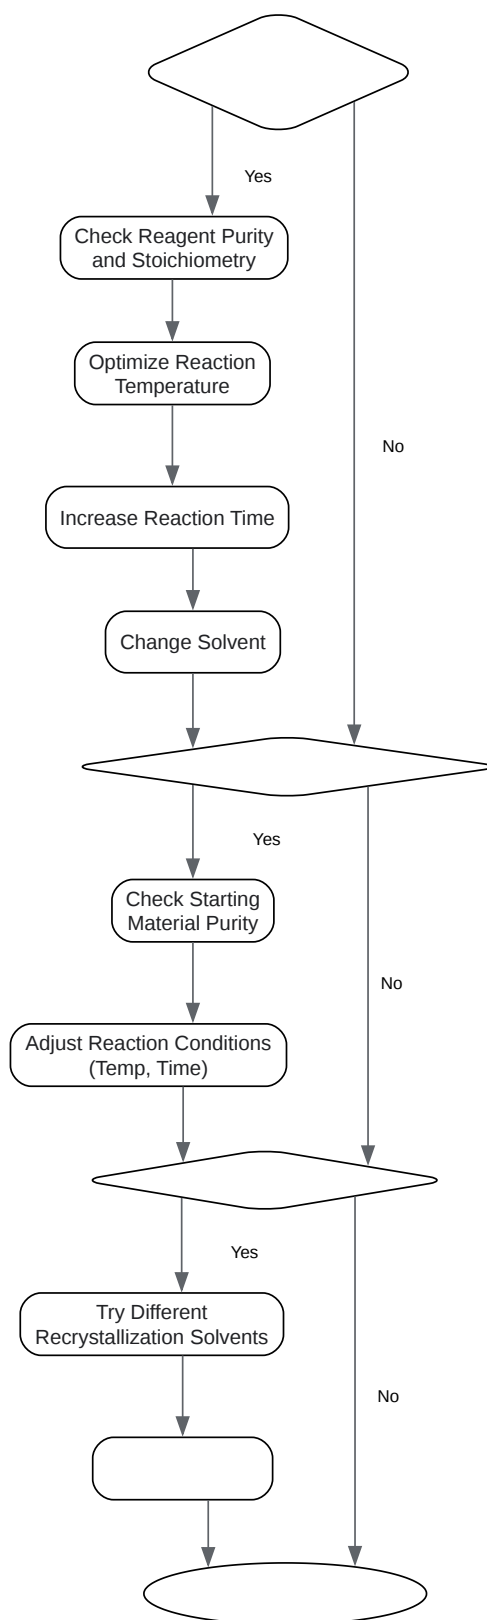 Yes
Check Reagent Purity
and Stoichiometry
Optimize Reaction
Temperature
No
Increase Reaction Time
Change Solvent
Yes
Check Starting
Material Purity
No
Adjust Reaction Conditions
(Temp, Time)
Yes
Try Different
Recrystallization Solvents
No